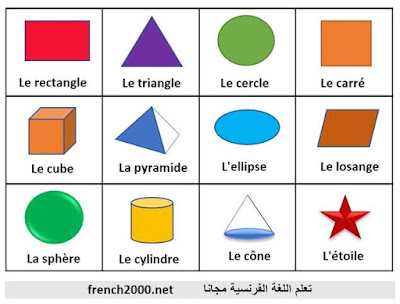 Le rectangle
Le triangle
Le cercle
Le carré
Le cube
La pyramide
L'ellipse
Le losange
La sphère
Le cylindre
Le cône
L'étoile
french2000.net تعلم اللغة الفرنسية مجانا